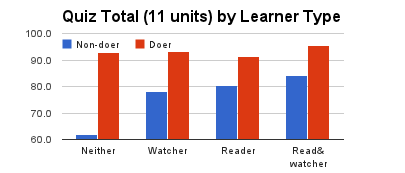 Quiz Total (11 units) by Learner Type
100.0
Non-doer Doer
90.0
80.0
70.0
60.0
Neither Watcher Reader Read&
watcher